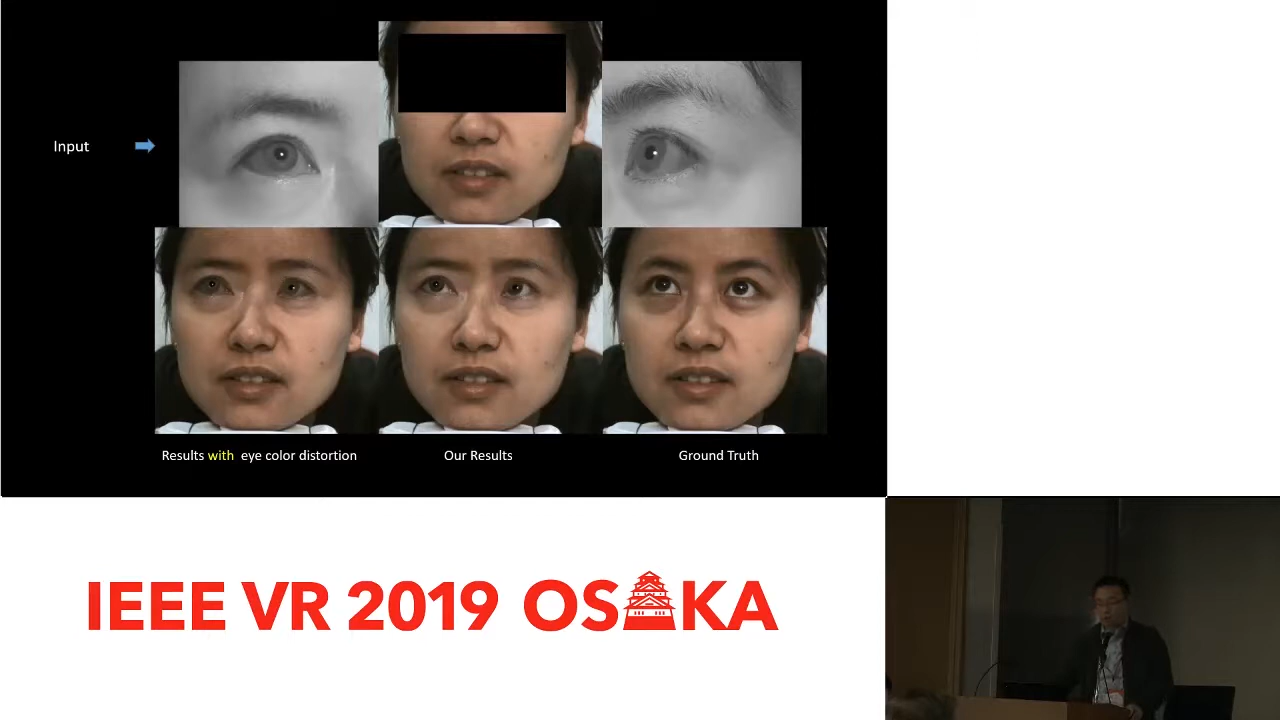 Input
Results with eye color distortion
Our Results
Ground Truth
IEEE VR 2019 OSAKA